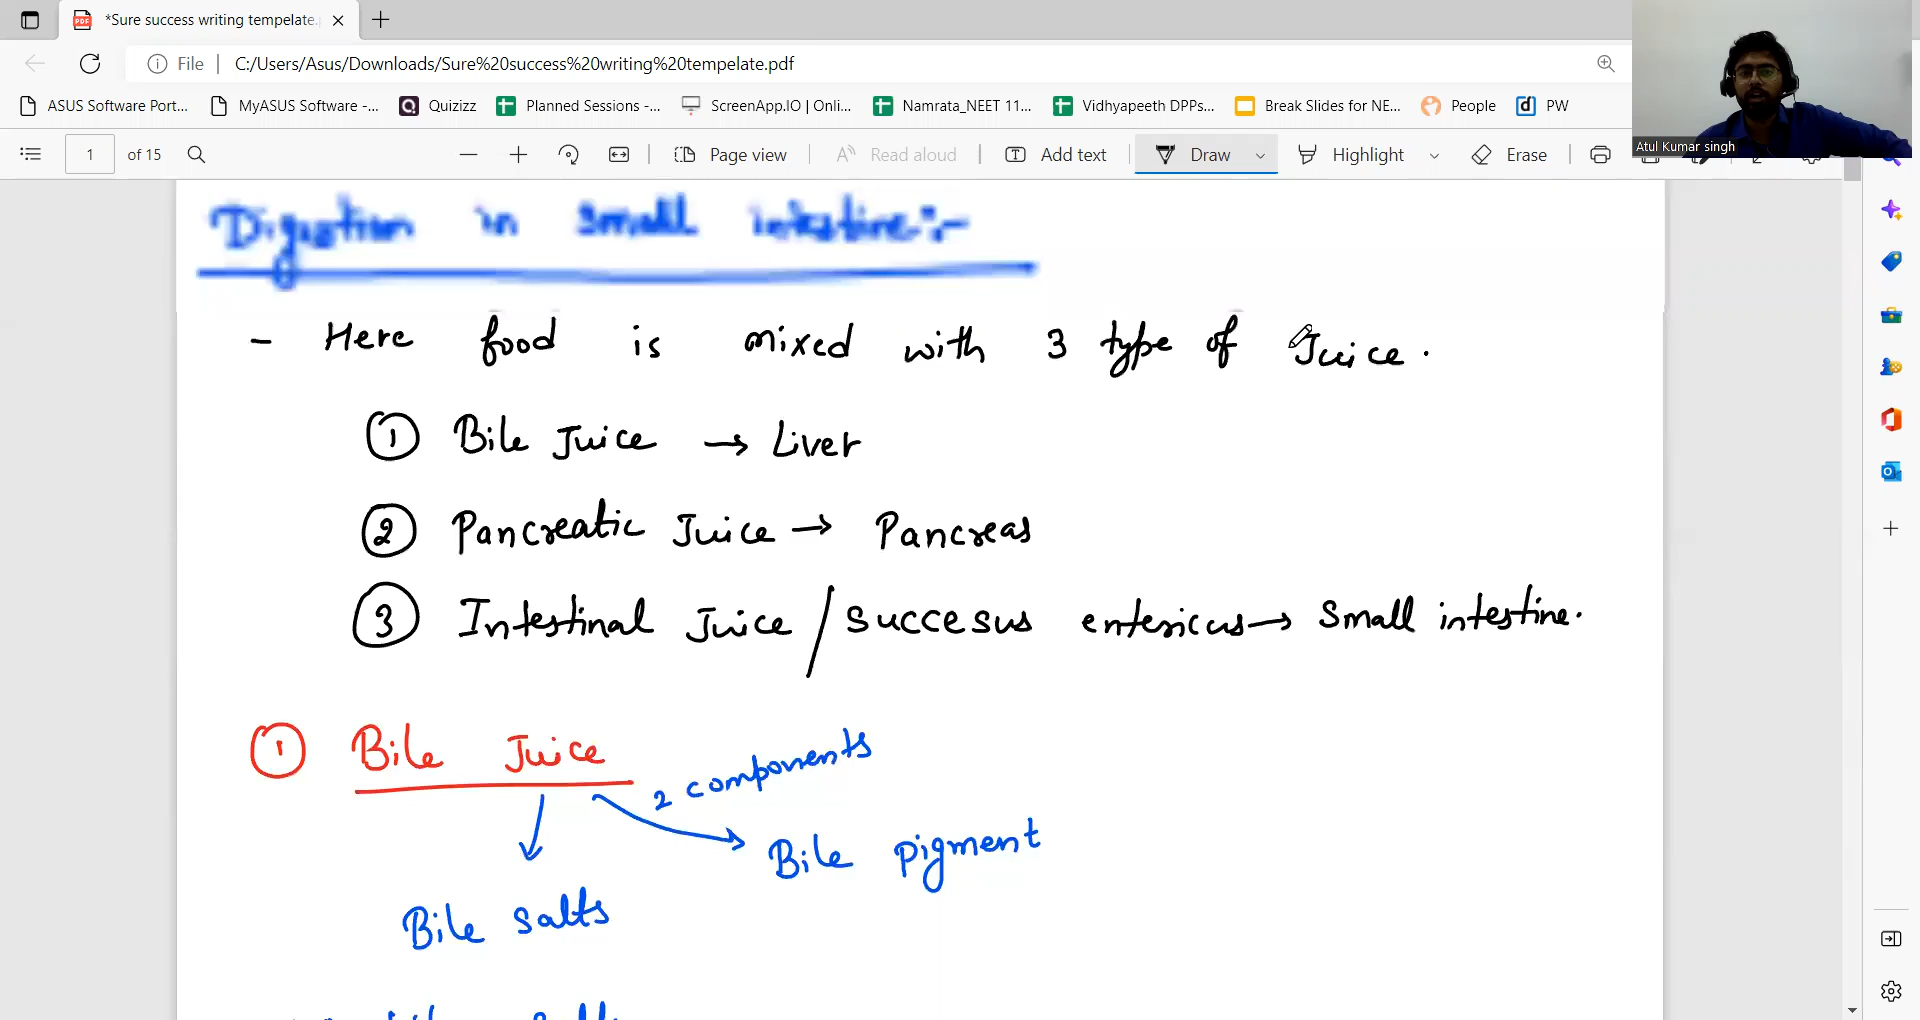 *Sure success writing tempelate.
File
C:/Users/Asus/Downloads/Sure%20success%20writing%20tempelate.pdf
ASUS Software Port... MyASUS Software -... Quizizz Planned Sessions -... ScreenApp.IO | Onli... Namrata_NEET 11... Vidhyapeeth DPPs... Break Slides for NE... People PW
1 of 15 Page view Read aloud Add text Draw Highlight Erase
Atul Kumar singh
Digestion in Small intestine:-
- Here food is mixed with 3 type of Juice.
① Bile Juice → Liver
② Pancreatic Juice → Pancreas
③ Intestinal Juice / Succesus entericus → Small intestine.
① Bile Juice
2 components
Bile pigment
Bile salts